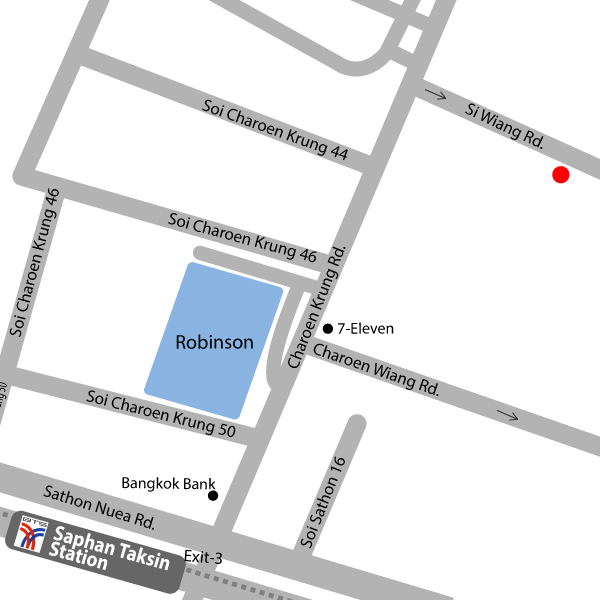 Si Wiang Rd.
Soi Charoen Krung 44
Soi Charoen Krung 46
Soi Charoen Krung 46
Charoen Krung Rd.
7-Eleven
Robinson
Charoen Wiang Rd.
Soi Charoen Krung 50
Soi Sathon 16
Bangkok Bank
Sathon Nuea Rd.
BTS
Saphan Taksin
Station
Exit-3